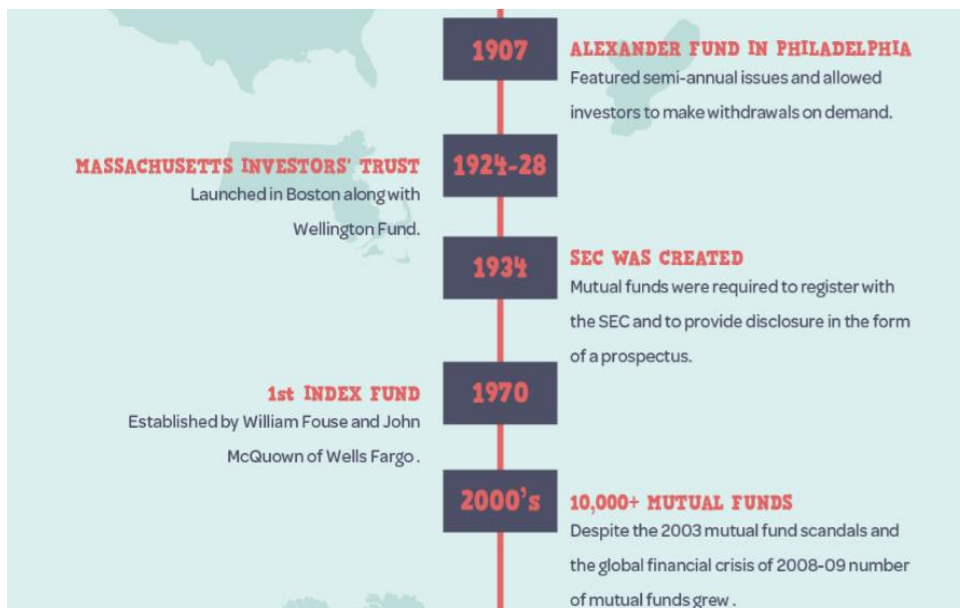 1907
ALEXANDER FUND IN PHILADELPHIA
Featured semi-annual issues and allowed
investors to make withdrawals on demand.
1924-28
MASSACHUSETTS INVESTORS' TRUST
Launched in Boston along with
Wellington Fund.
1934
SEC WAS CREATED
Mutual funds were required to register with
the SEC and to provide disclosure in the form
of a prospectus.
1970
1st INDEX FUND
Established by William Fouse and John
McQuown of Wells Fargo .
2000's
10,000+ MUTUAL FUNDS
Despite the 2003 mutual fund scandals and
the global financial crisis of 2008-09 number
of mutual funds grew .